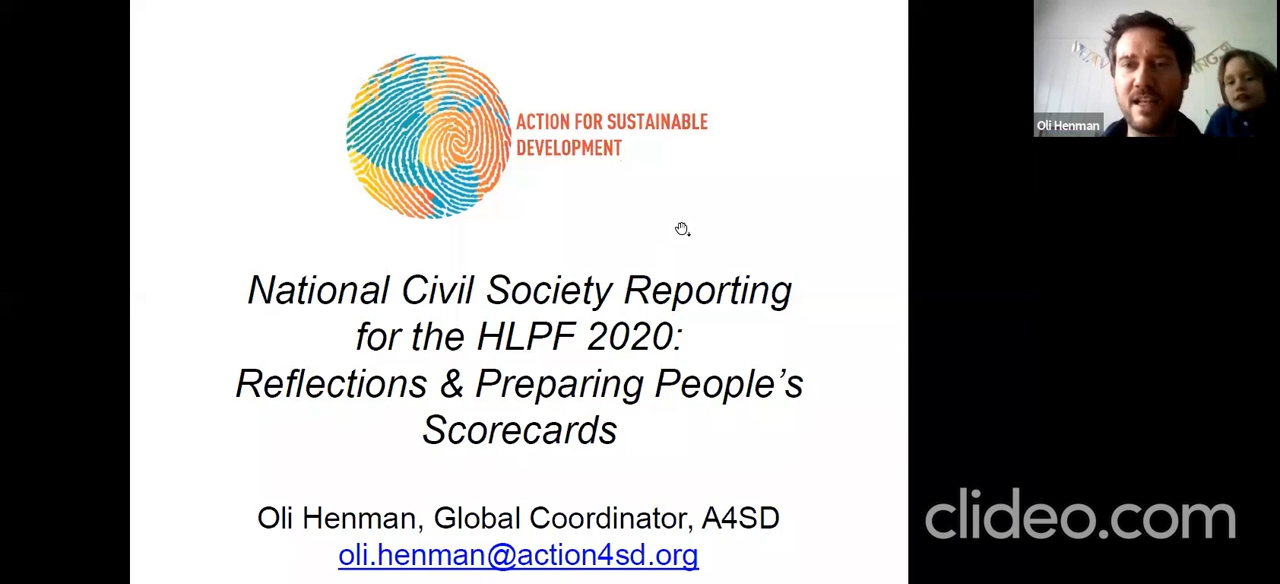 ACTION FOR SUSTAINABLE
DEVELOPMENT
Oli Henman
National Civil Society Reporting
for the HLPF 2020:
Reflections & Preparing People's
Scorecards
Oli Henman, Global Coordinator, A4SD
oli.henman@action4sd.org
clideo.com